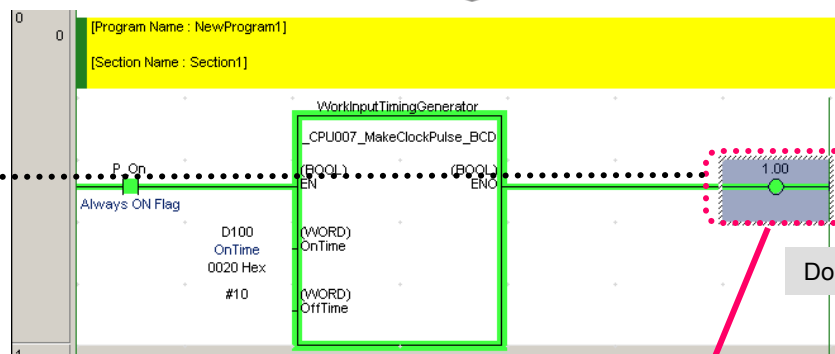 0
0
[Program Name : NewProgram1]
[Section Name : Section1]
WorkInputTimingGenerator
_CPU007_MakeClockPulse_BCD
P_On
(BOOL)
(BOOL)
1.00
EN
ENO
Always ON Flag
D100
(WORD)
OnTime
OnTime
0020 Hex
Do
#10
(WORD)
OffTime
1